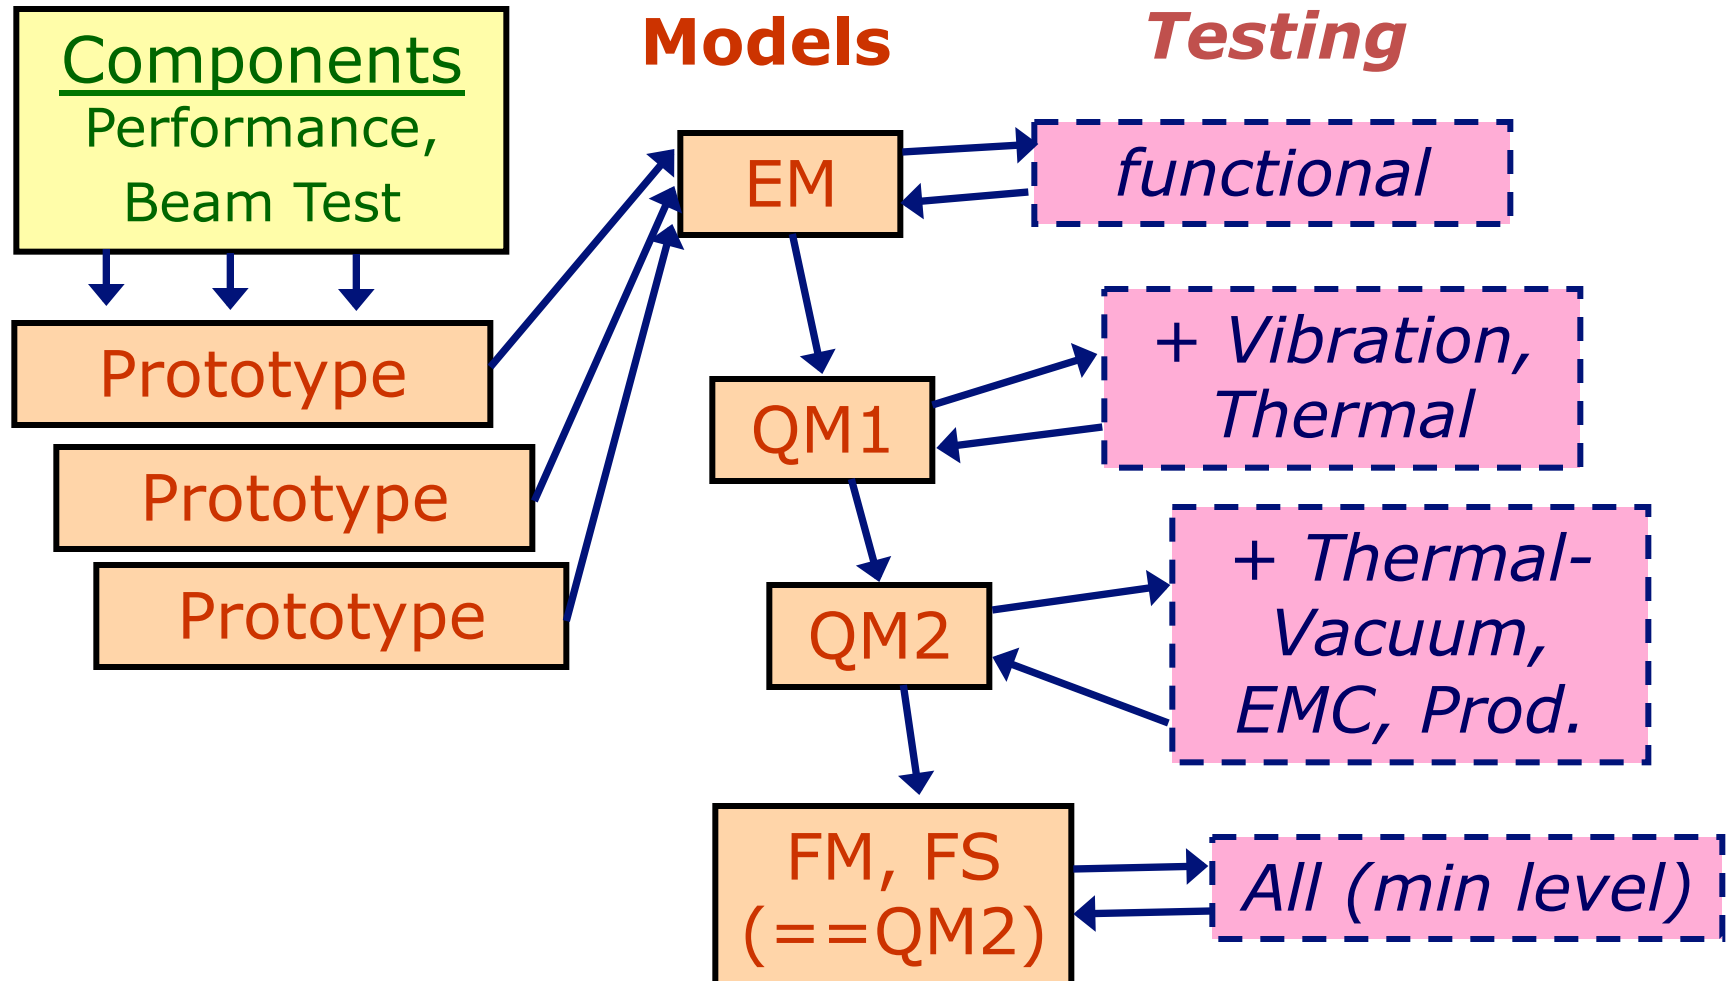 Components
Performance,
Beam Test
Prototype
Prototype
Prototype
Models
EM
QM1
QM2
FM, FS
(==QM2)
Testing
functional
+ Vibration,
Thermal
+ Thermal-
Vacuum,
EMC, Prod.
All (min level)